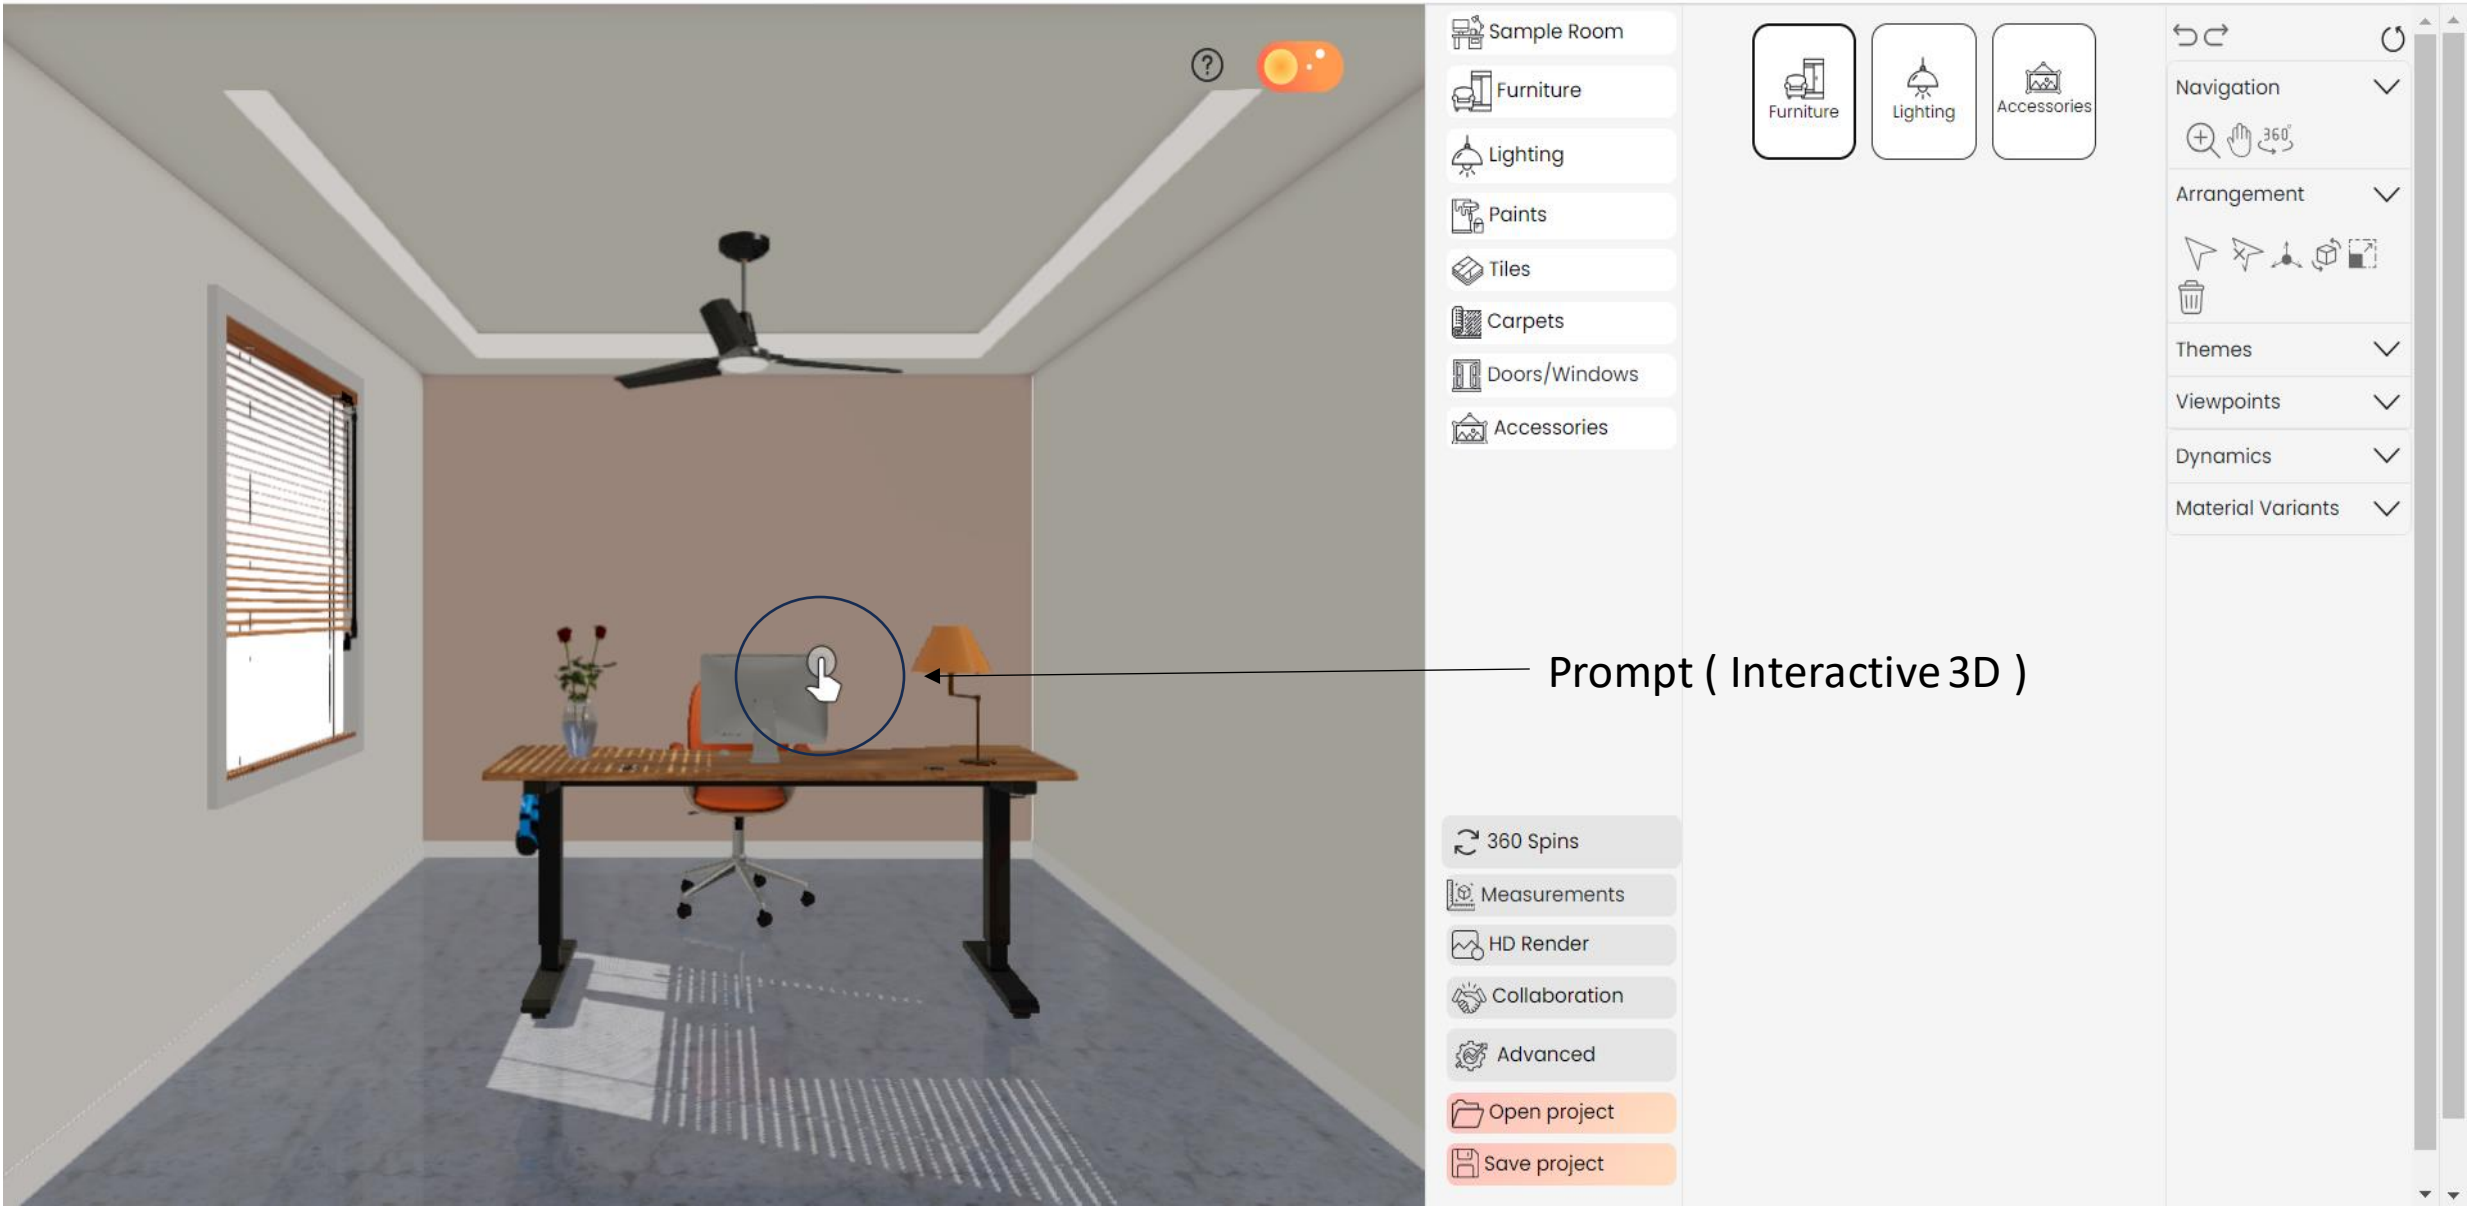 ?
Sample Room
Furniture
Lighting
Paints
Tiles
Carpets
Doors/Windows
Accessories
360 Spins
Measurements
HD Render
Collaboration
Advanced
Open project
Save project
Furniture
Lighting
Accessories
Prompt ( Interactive 3D )
Navigation
360°
Arrangement
Themes
Viewpoints
Dynamics
Material Variants